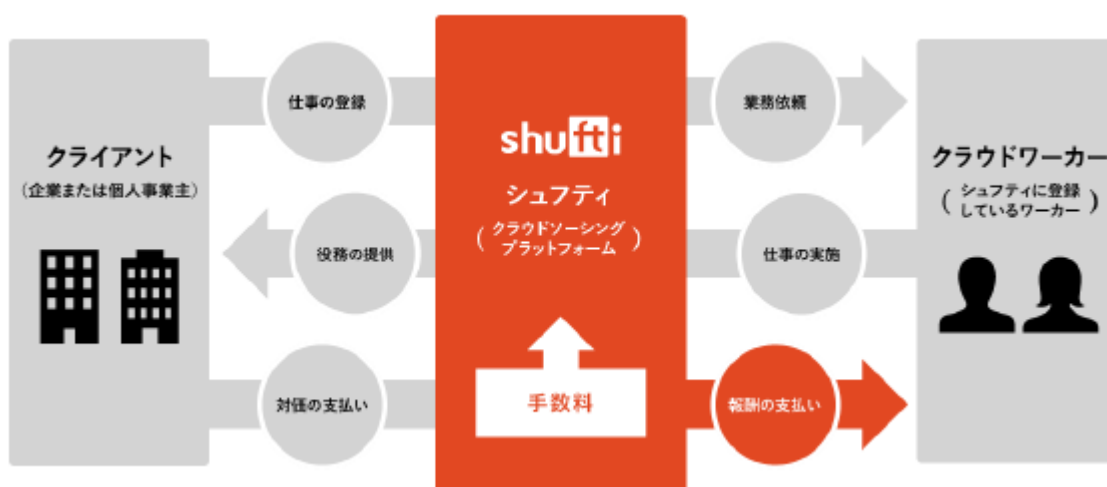 クライアント
(企業または個人事業主)
仕事の登録
役務の提供
対価の支払い
shufti
シュフティ
(クラウドソーシング
プラットフォーム)
手数料
業務依頼
仕事の実施
報酬の支払い
クラウドワーカー
(シュフティに登録
しているワーカー)